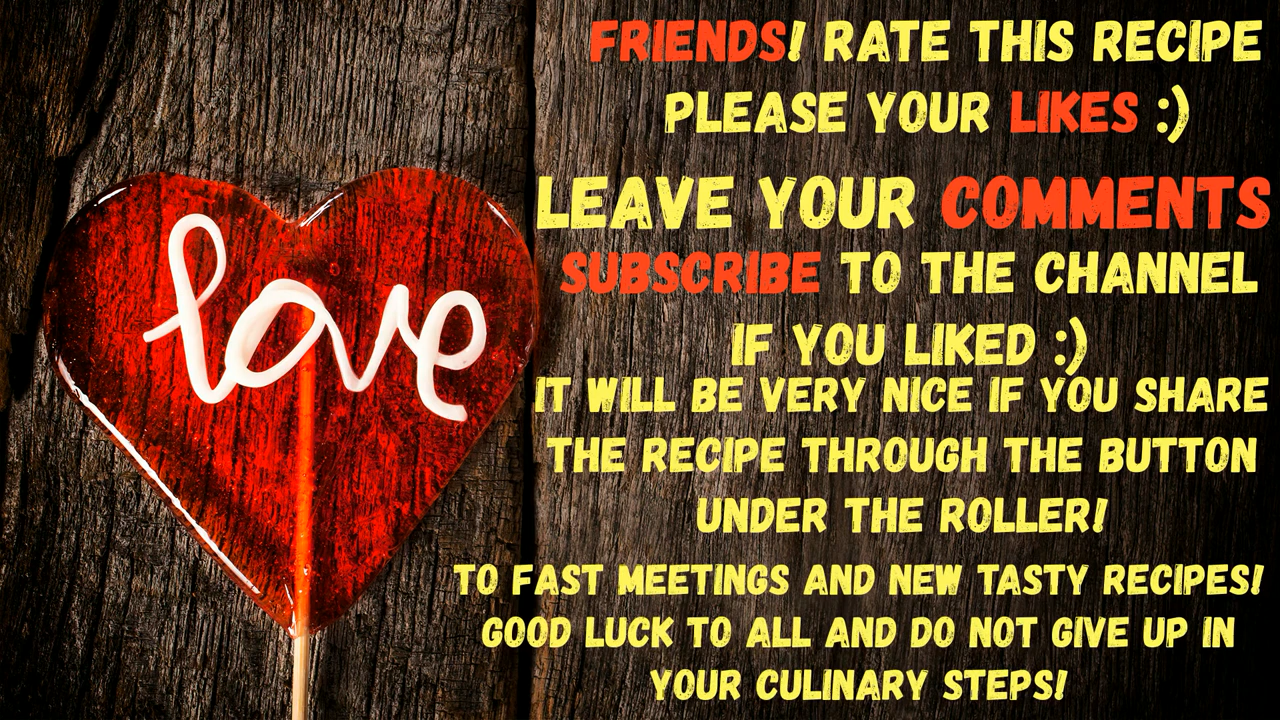 love
FRIENDS! RATE THIS RECIPE
PLEASE YOUR LIKES :)
LEAVE YOUR COMMENTS
SUBSCRIBE TO THE CHANNEL
IF YOU LIKED :)
IT WILL BE VERY NICE IF YOU SHARE
THE RECIPE THROUGH THE BUTTON
UNDER THE ROLLER!
TO FAST MEETINGS AND NEW TASTY RECIPES!
GOOD LUCK TO ALL AND DO NOT GIVE UP IN
YOUR CULINARY STEPS!